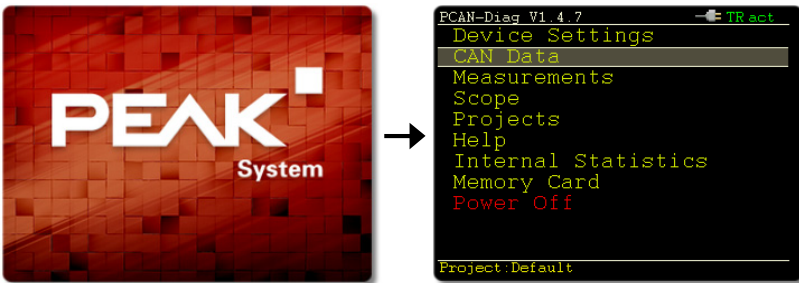 PEAK
System
PCAN-Diag V1.4.7 TR act
Device Settings
CAN Data
Measurements
Scope
Projects
Help
Internal Statistics
Memory Card
Power Off
Project:Default